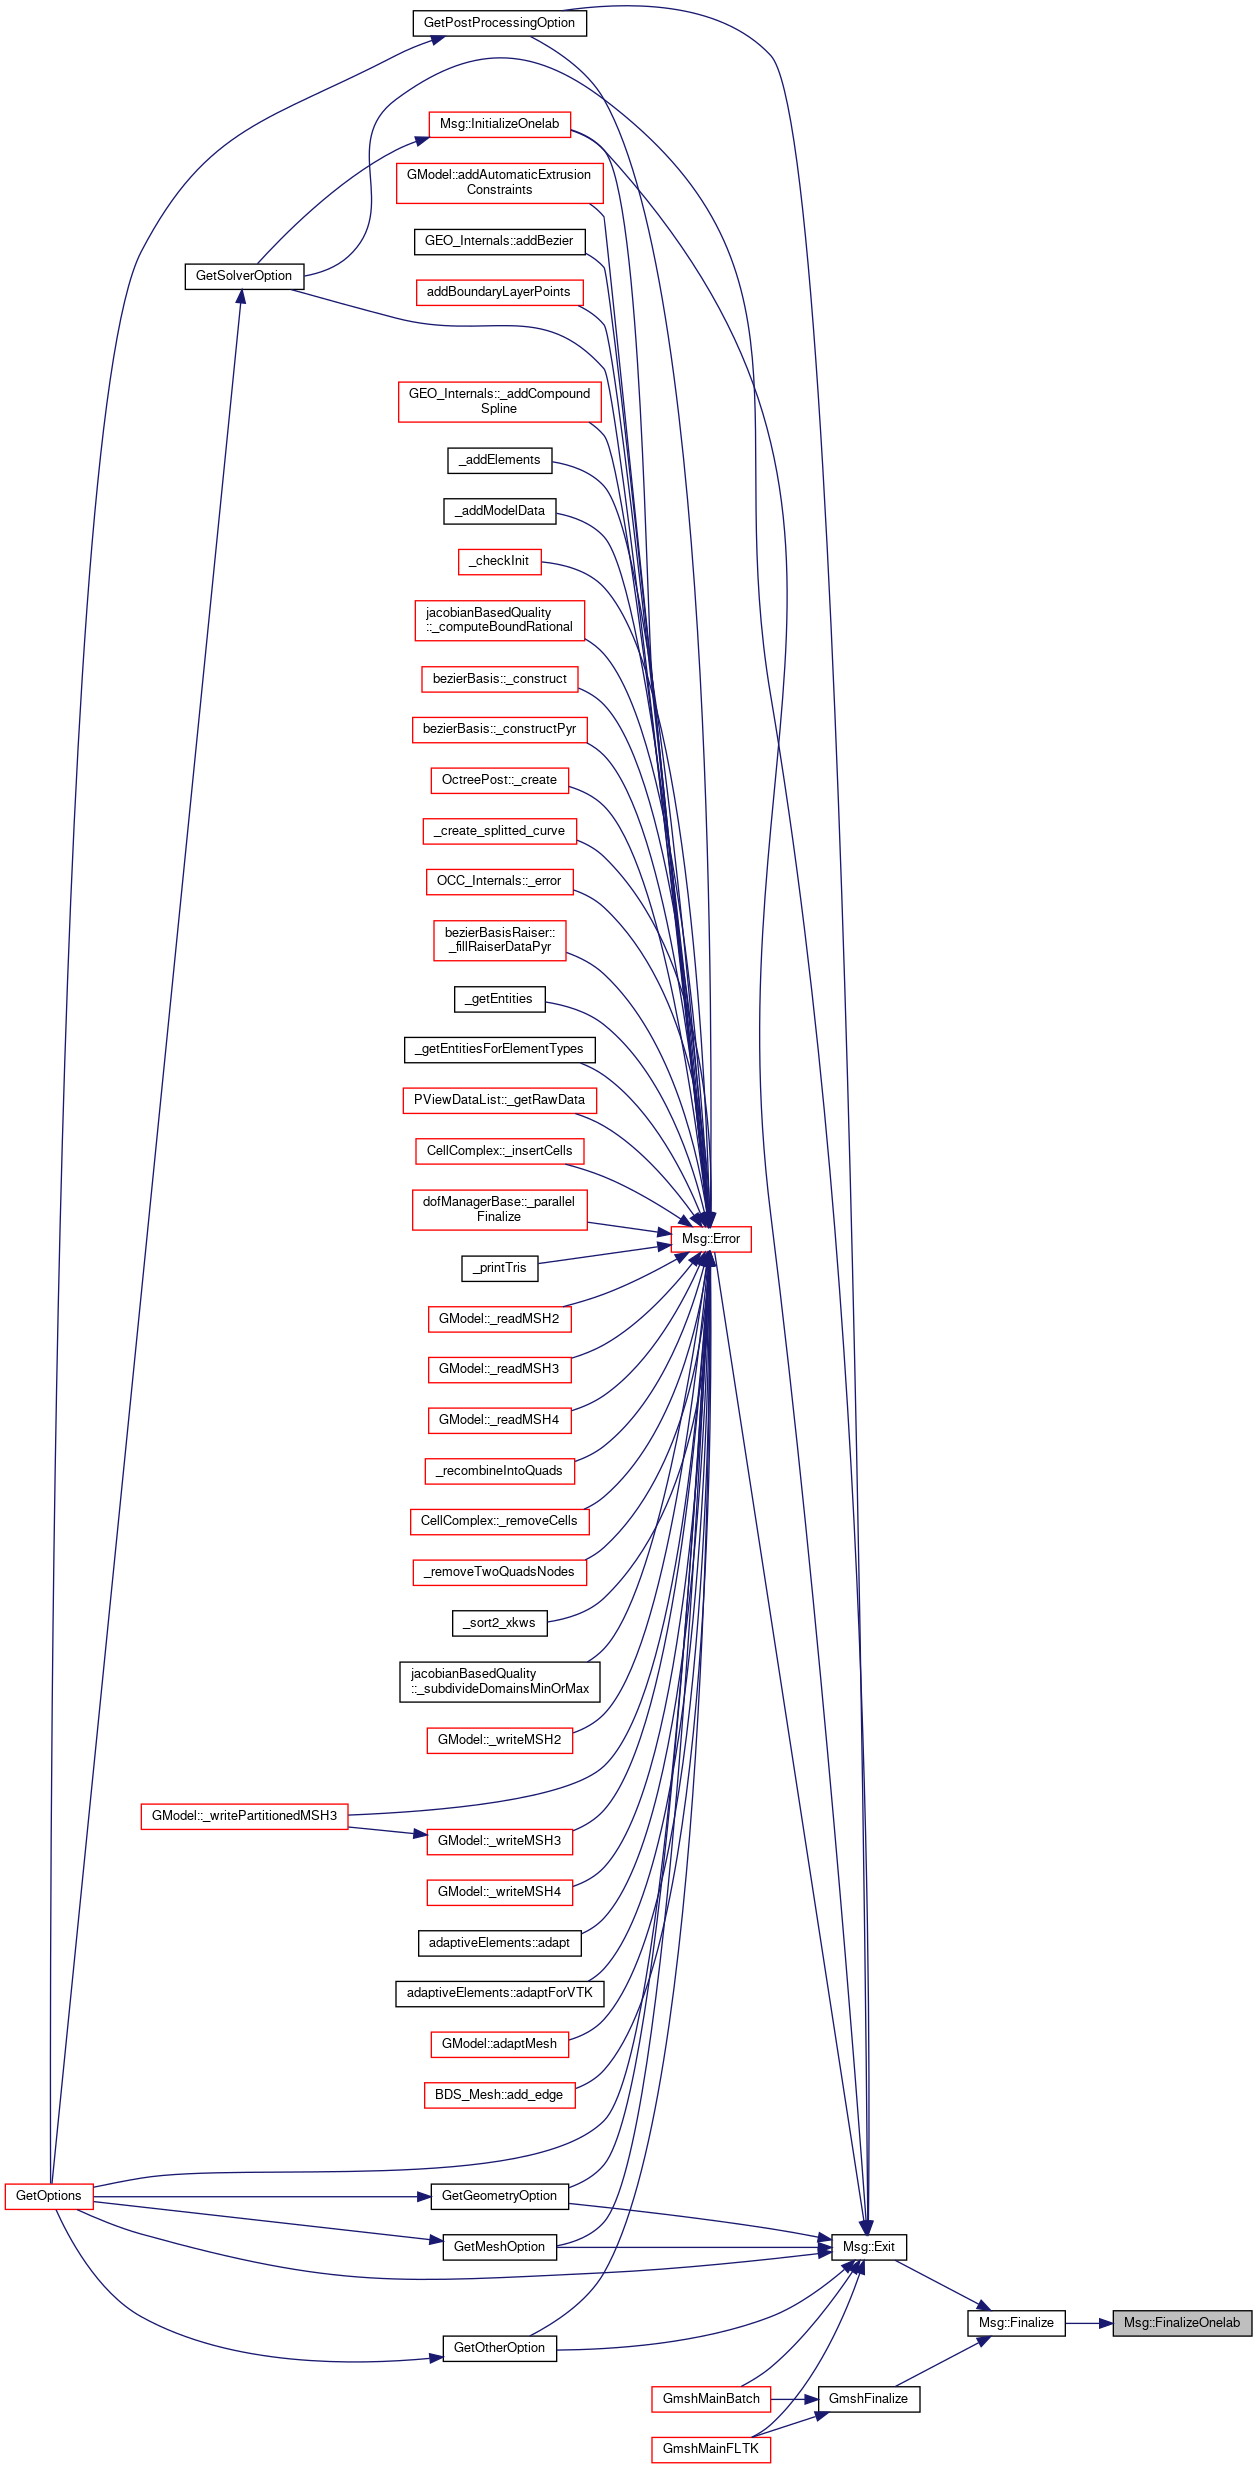 GetPostProcessingOption
Msg::InitializeOnelab
GModel::addAutomaticExtrusion
Constraints
GEO_Internals::addBezier
GetSolverOption
addBoundaryLayerPoints
GEO_Internals::_addCompound
Spline
_addElements
_addModelData
_checkInit
jacobianBasedQuality
::_computeBoundRational
bezierBasis::_construct
bezierBasis::_constructPyr
OctreePost::_create
_create_splitted_curve
OCC_Internals::_error
bezierBasisRaiser::
_fillRaiserDataPyr
_getEntities
_getEntitiesForElementTypes
PViewDataList::_getRawData
CellComplex::_insertCells
dofManagerBase::_parallel
Finalize
Msg::Error
_printTris
GModel::_readMSH2
GModel::_readMSH3
GModel::_readMSH4
_recombineIntoQuads
CellComplex::_removeCells
_removeTwoQuadsNodes
_sort2_xkws
jacobianBasedQuality
::_subdivideDomainsMinOrMax
GModel::_writeMSH2
GModel::_writePartitionedMSH3
GModel::_writeMSH3
GModel::_writeMSH4
adaptiveElements::adapt
adaptiveElements::adaptForVTK
GModel::adaptMesh
BDS_Mesh::add_edge
GetOptions
GetGeometryOption
GetMeshOption
Msg::Exit
Msg::Finalize
Msg::FinalizeOnelab
GetOtherOption
GmshMainBatch
GmshFinalize
GmshMainFLTK